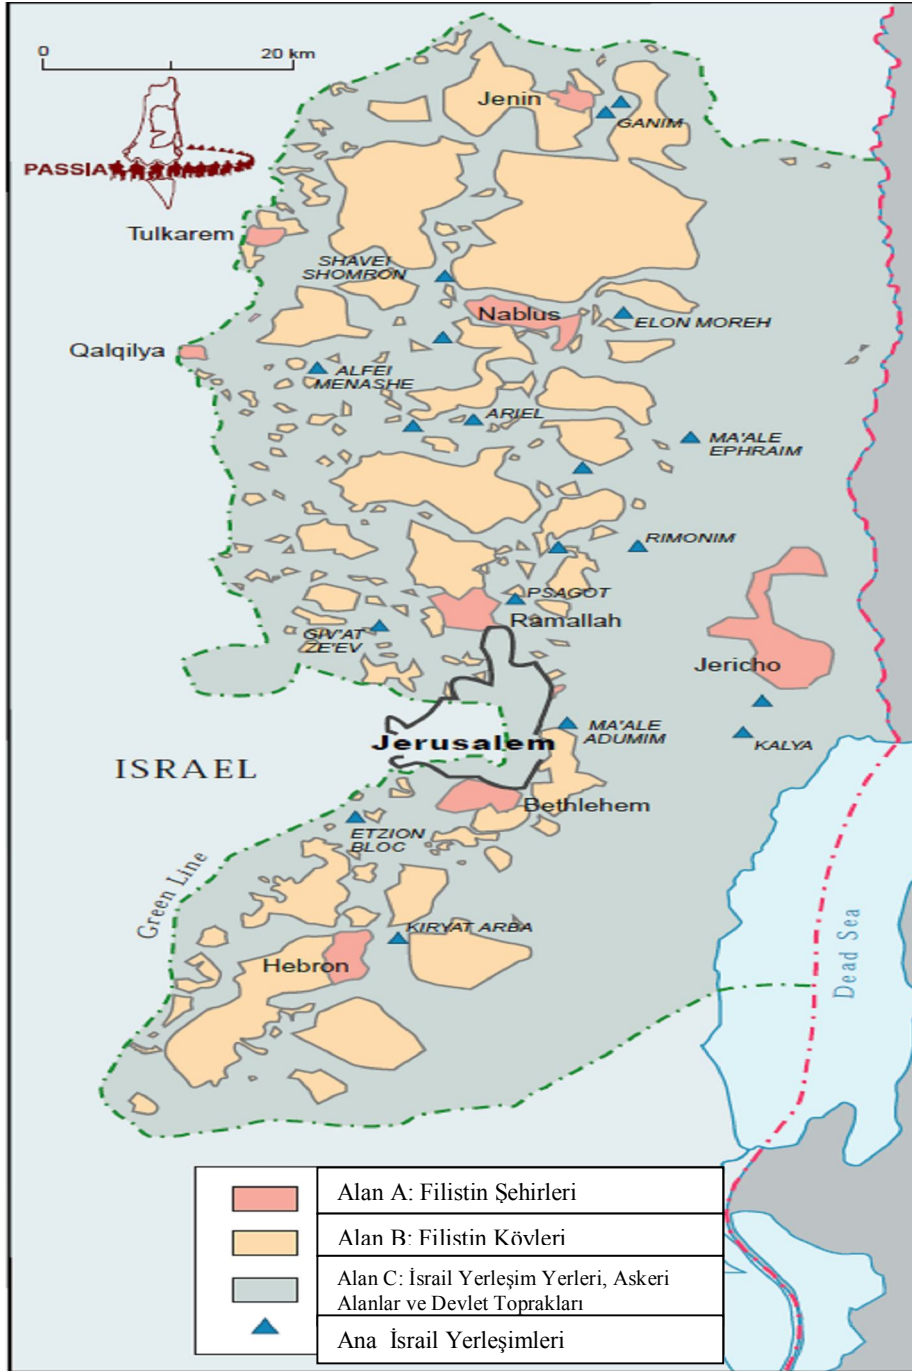 0 20 km
Jenin
GANIM
PASSIA
Tulkarem
SHAVEI
SHOMRON
Nablus
ELON MOREH
Qalqilya
ALFEI
MENASHE
ARIEL
MA'ALE
EPHRAIM
RIMONIM
PSAGOT
Ramallah
GIV'AT
ZE'EV
Jericho
MA'ALE
ADUMIM
KALYA
Jerusalem
ISRAEL
Bethlehem
ETZION
BLOC
Green Line
KIRYAT ARBA
Hebron
Dead Sea
Alan A: Filistin Şehirleri
Alan B: Filistin Köyleri
Alan C: İsrail Yerleşim Yerleri, Askeri
Alanlar ve Devlet Toprakları
Ana İsrail Yerleşimleri